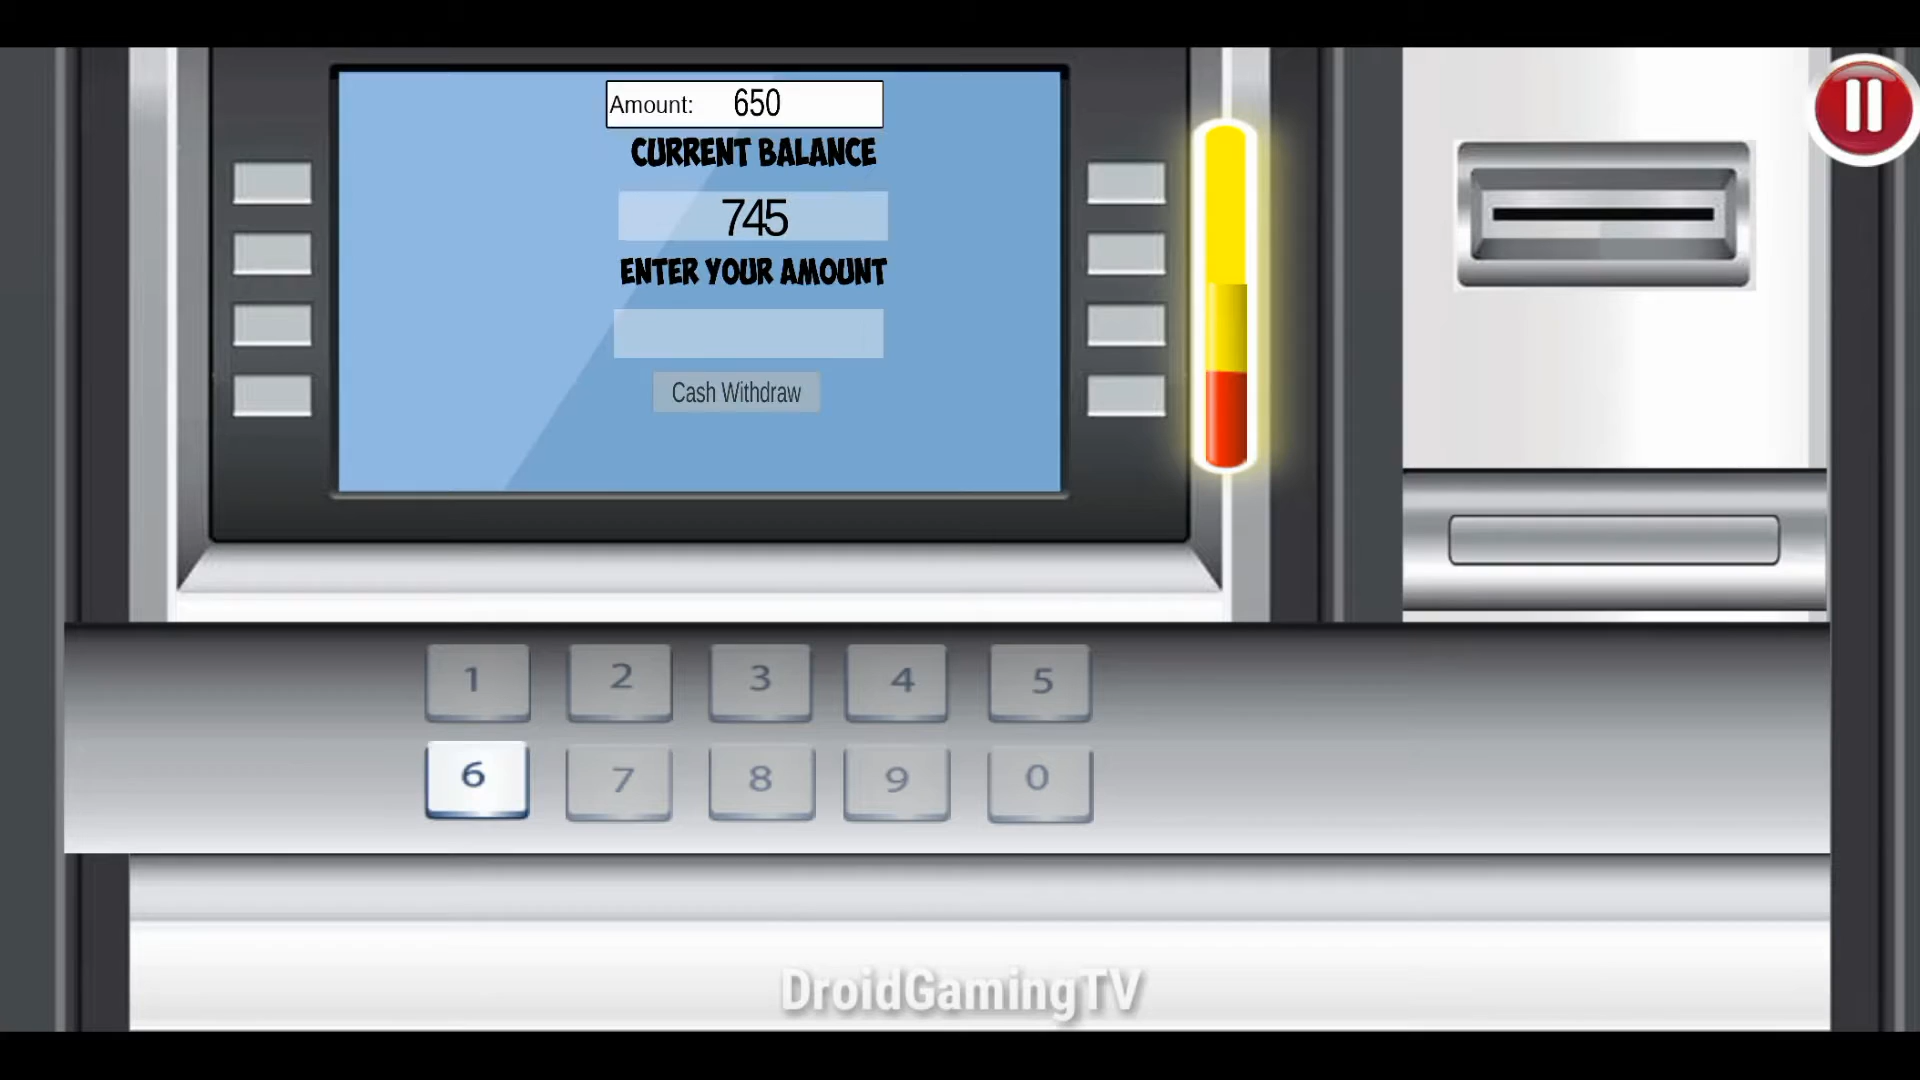 Amount: 650
CURRENT BALANCE
745
ENTER YOUR AMOUNT
Cash Withdraw
1 2 3 4 5
6 7 8 9 0
DroidGamingTV